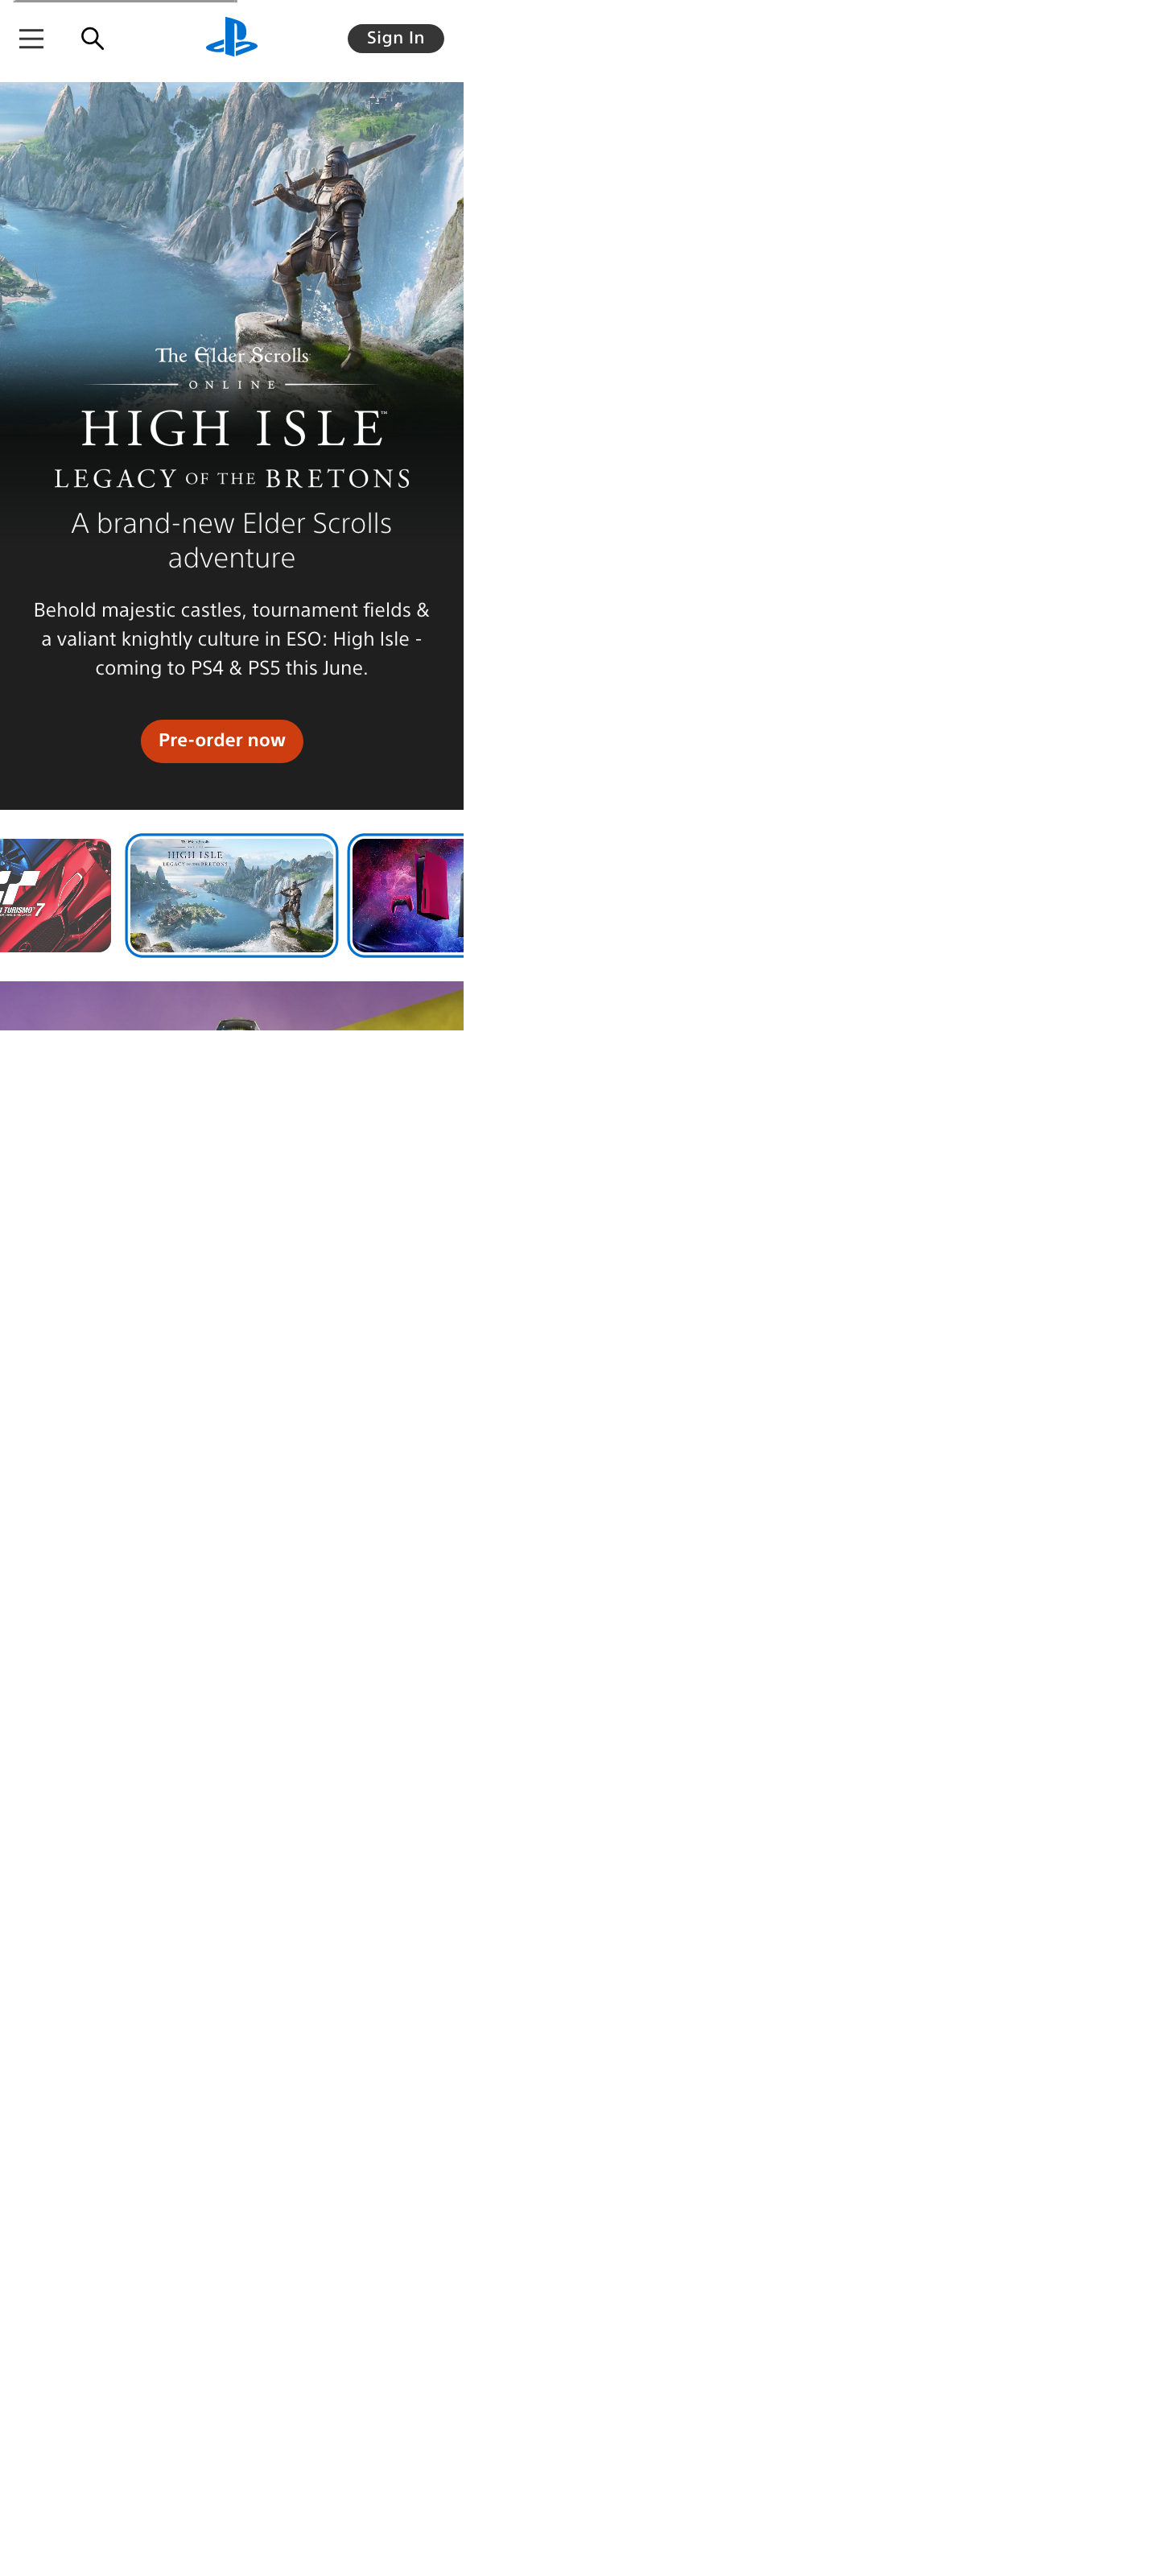 Sign In
The Elder Scrolls
ONLINE
HIGH ISLE™
LEGACY OF THE BRETONS
A brand-new Elder Scrolls
adventure
Behold majestic castles, tournament fields &
a valiant knightly culture in ESO: High Isle -
coming to PS4 & PS5 this June.
Pre-order now
TURISMO 7
HIGH ISLE
LEGACY OF THE BRETONS